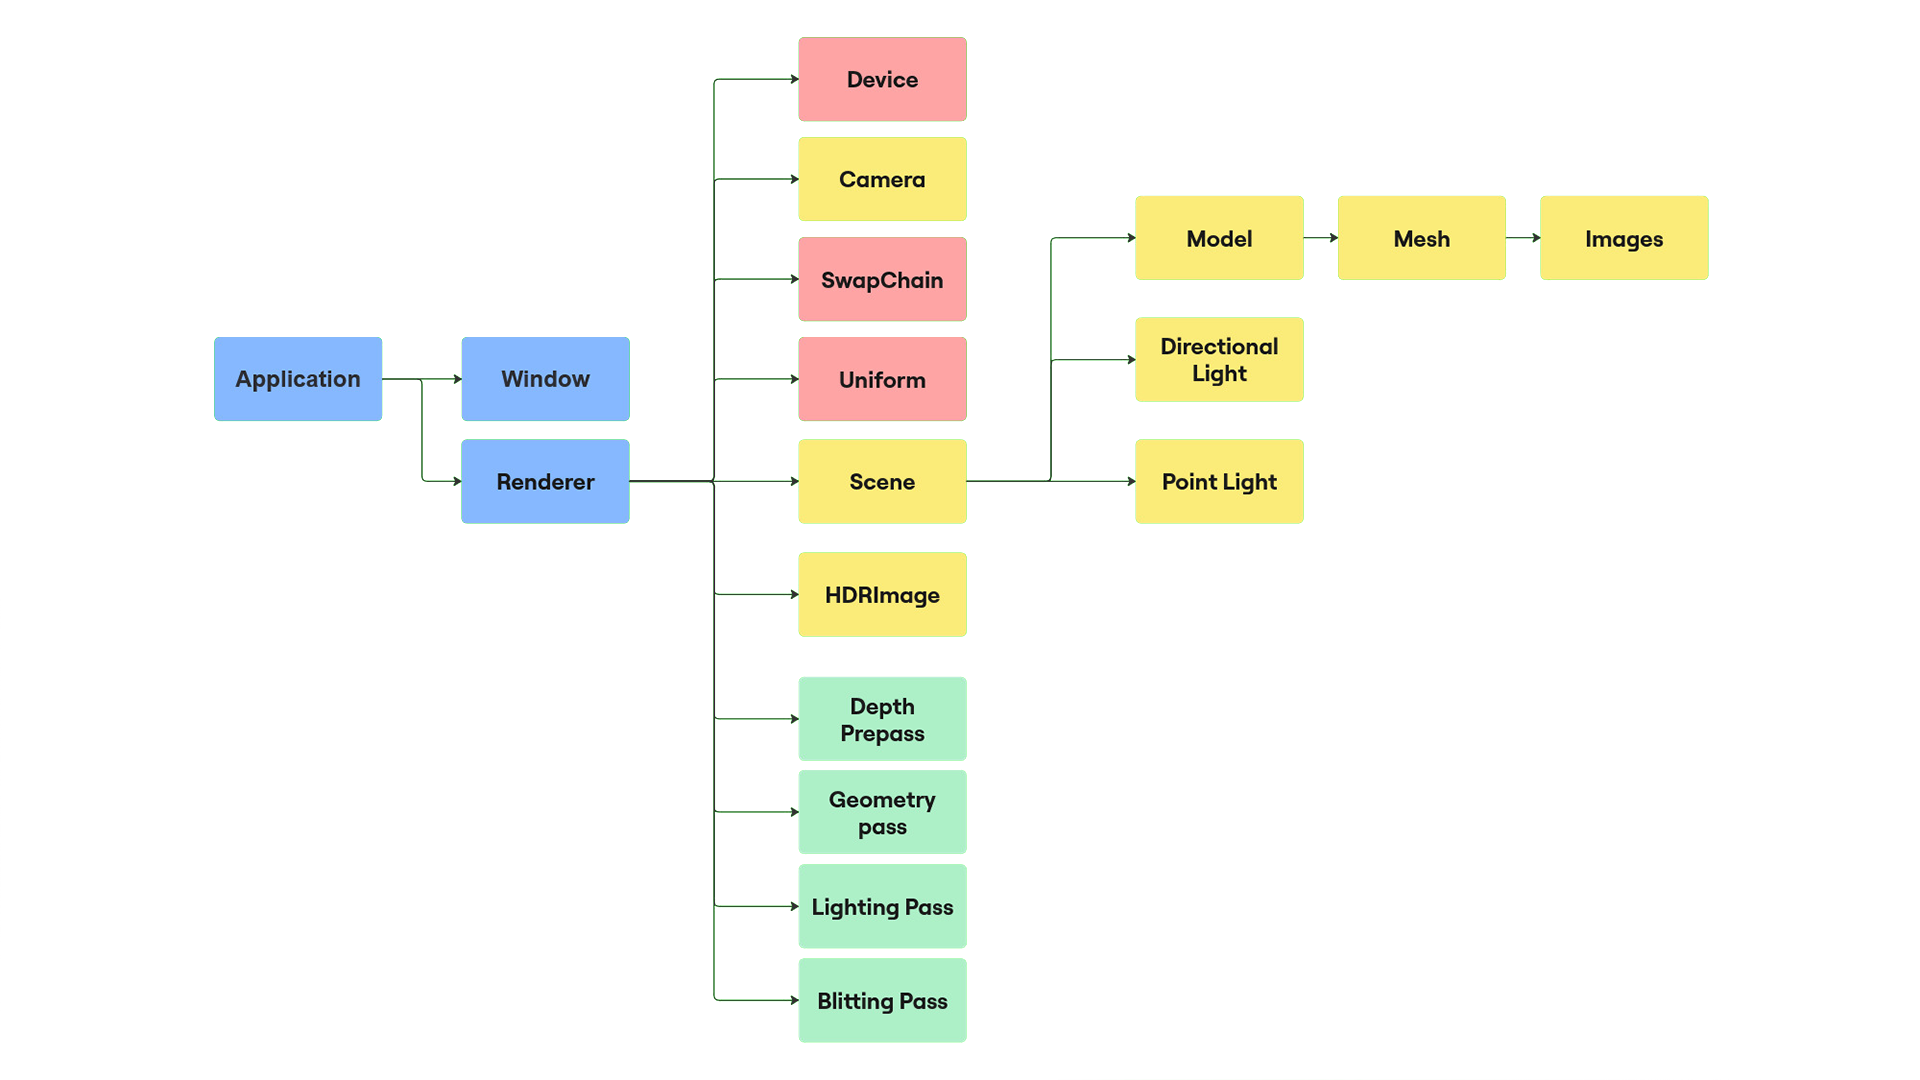 Application
Window
Renderer
Device
Camera
SwapChain
Uniform
Scene
HDRImage
Depth
Prepass
Geometry
pass
Lighting Pass
Blitting Pass
Model
Mesh
Images
Directional
Light
Point Light